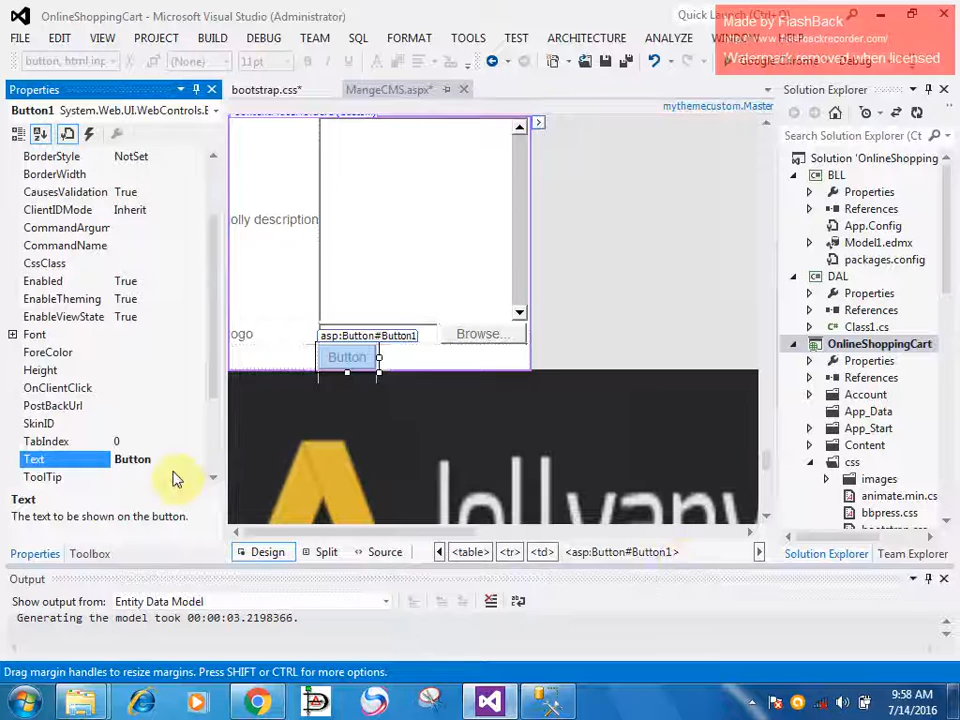 OnlineShoppingCart - Microsoft Visual Studio (Administrator)
Quick Launch (Ctrl+Q)
Made by FlashBack
Watermark removed when licensed
FILE EDIT VIEW PROJECT BUILD DEBUG TEAM SQL FORMAT TOOLS TEST ARCHITECTURE ANALYZE WINDOW
button, html inp (None) 11pt
Properties
bootstrap.css*
MangeCMS.aspx*
Solution Explorer
Button1 System.Web.UI.WebControls.B
mythemecustom.Master
Search Solution Explorer (Ctrl
BorderStyle NotSet
BorderWidth
CausesValidation True
ClientIDMode Inherit
CommandArgum
CommandName
CssClass
Enabled True
EnableTheming True
EnableViewState True
Font
ForeColor
Height
OnClientClick
PostBackUrl
SkinID
TabIndex 0
Text Button
ToolTip
Text
The text to be shown on the button.
Properties Toolbox
olly description
ogo
asp:Button#Button1
Browse...
Button
lollypop
Design Split Source
<table> <tr> <td> <asp:Button#Button1>
Solution 'OnlineShopping
BLL
Properties
References
App.Config
Model1.edmx
packages.config
DAL
Properties
References
Class1.cs
OnlineShoppingCart
Properties
References
Account
App_Data
App_Start
Content
css
images
animate.min.cs
bbpress.css
Solution Explorer Team Explorer
Output
Show output from: Entity Data Model
Generating the model took 00:00:03.2198366.
Drag margin handles to resize margins. Press SHIFT or CTRL for more options.
9:58 AM
7/14/2016